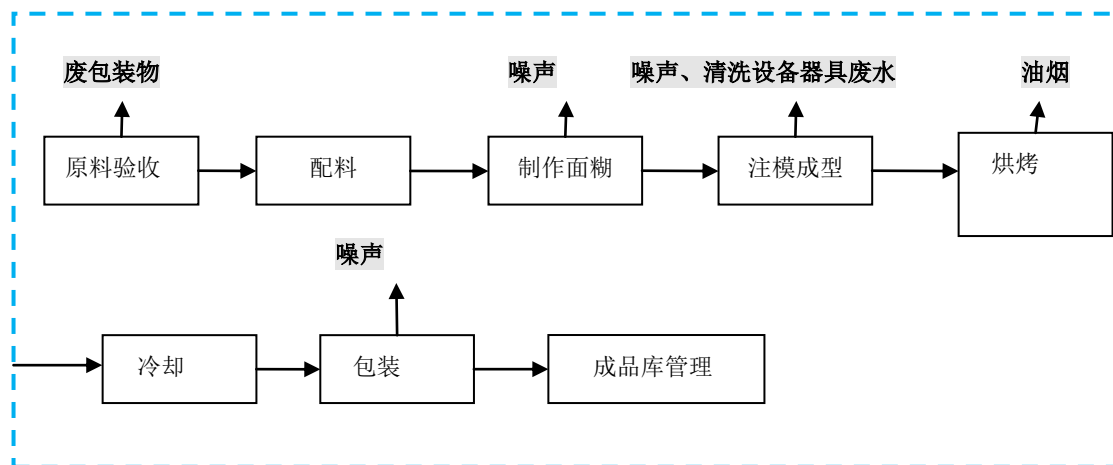 废包装物
噪声
噪声、清洗设备器具废水
油烟
原料验收
配料
制作面糊
注模成型
烘烤
噪声
冷却
包装
成品库管理